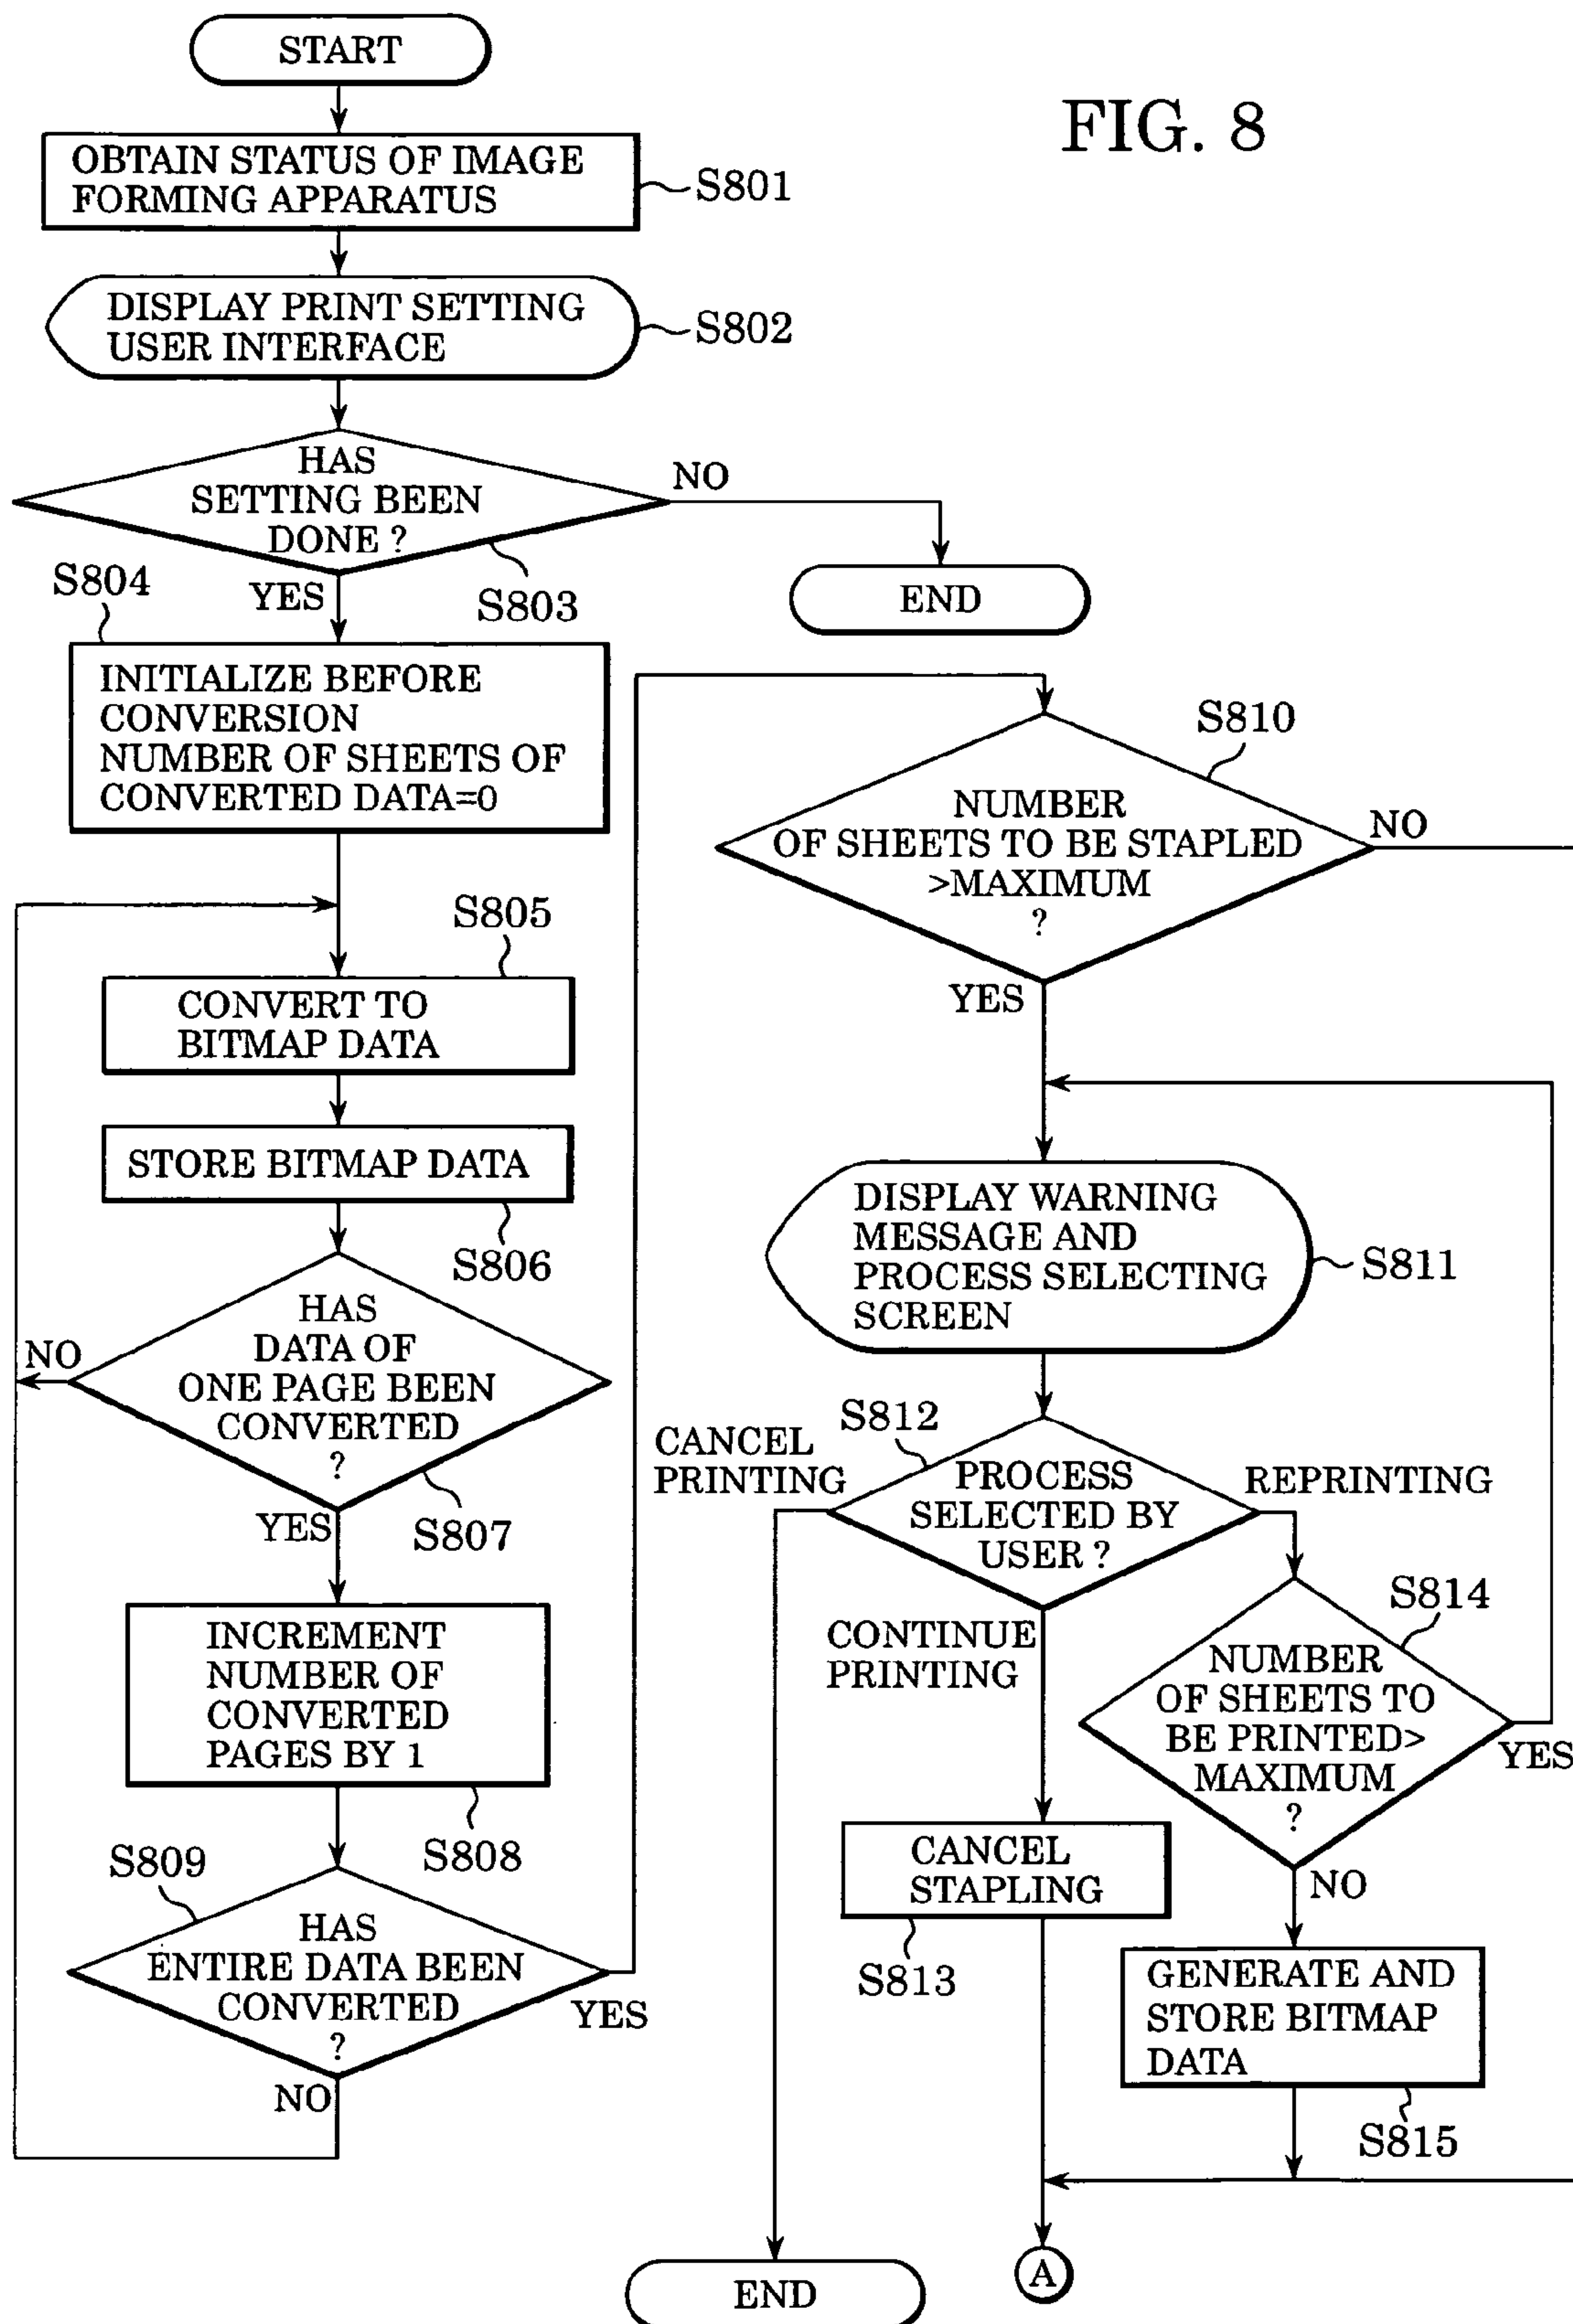 FIG. 8
START
OBTAIN STATUS OF IMAGE
FORMING APPARATUS
S801
DISPLAY PRINT SETTING
USER INTERFACE
S802
HAS
SETTING BEEN
DONE ?
NO
S803
YES
END
S804
INITIALIZE BEFORE
CONVERSION
NUMBER OF SHEETS OF
CONVERTED DATA=0
S805
CONVERT TO
BITMAP DATA
STORE BITMAP DATA
S806
HAS
DATA OF
ONE PAGE BEEN
CONVERTED
?
NO
YES
S807
INCREMENT
NUMBER OF
CONVERTED
PAGES BY 1
S808
S809
HAS
ENTIRE DATA BEEN
CONVERTED
?
YES
NO
S810
NUMBER
OF SHEETS TO BE STAPLED
>MAXIMUM
?
NO
YES
DISPLAY WARNING
MESSAGE AND
PROCESS SELECTING
SCREEN
S811
S812
CANCEL
PRINTING
PROCESS
SELECTED BY
USER ?
REPRINTING
CONTINUE
PRINTING
S814
NUMBER
OF SHEETS TO
BE PRINTED>
MAXIMUM
?
YES
NO
CANCEL
STAPLING
S813
GENERATE AND
STORE BITMAP
DATA
S815
END
A